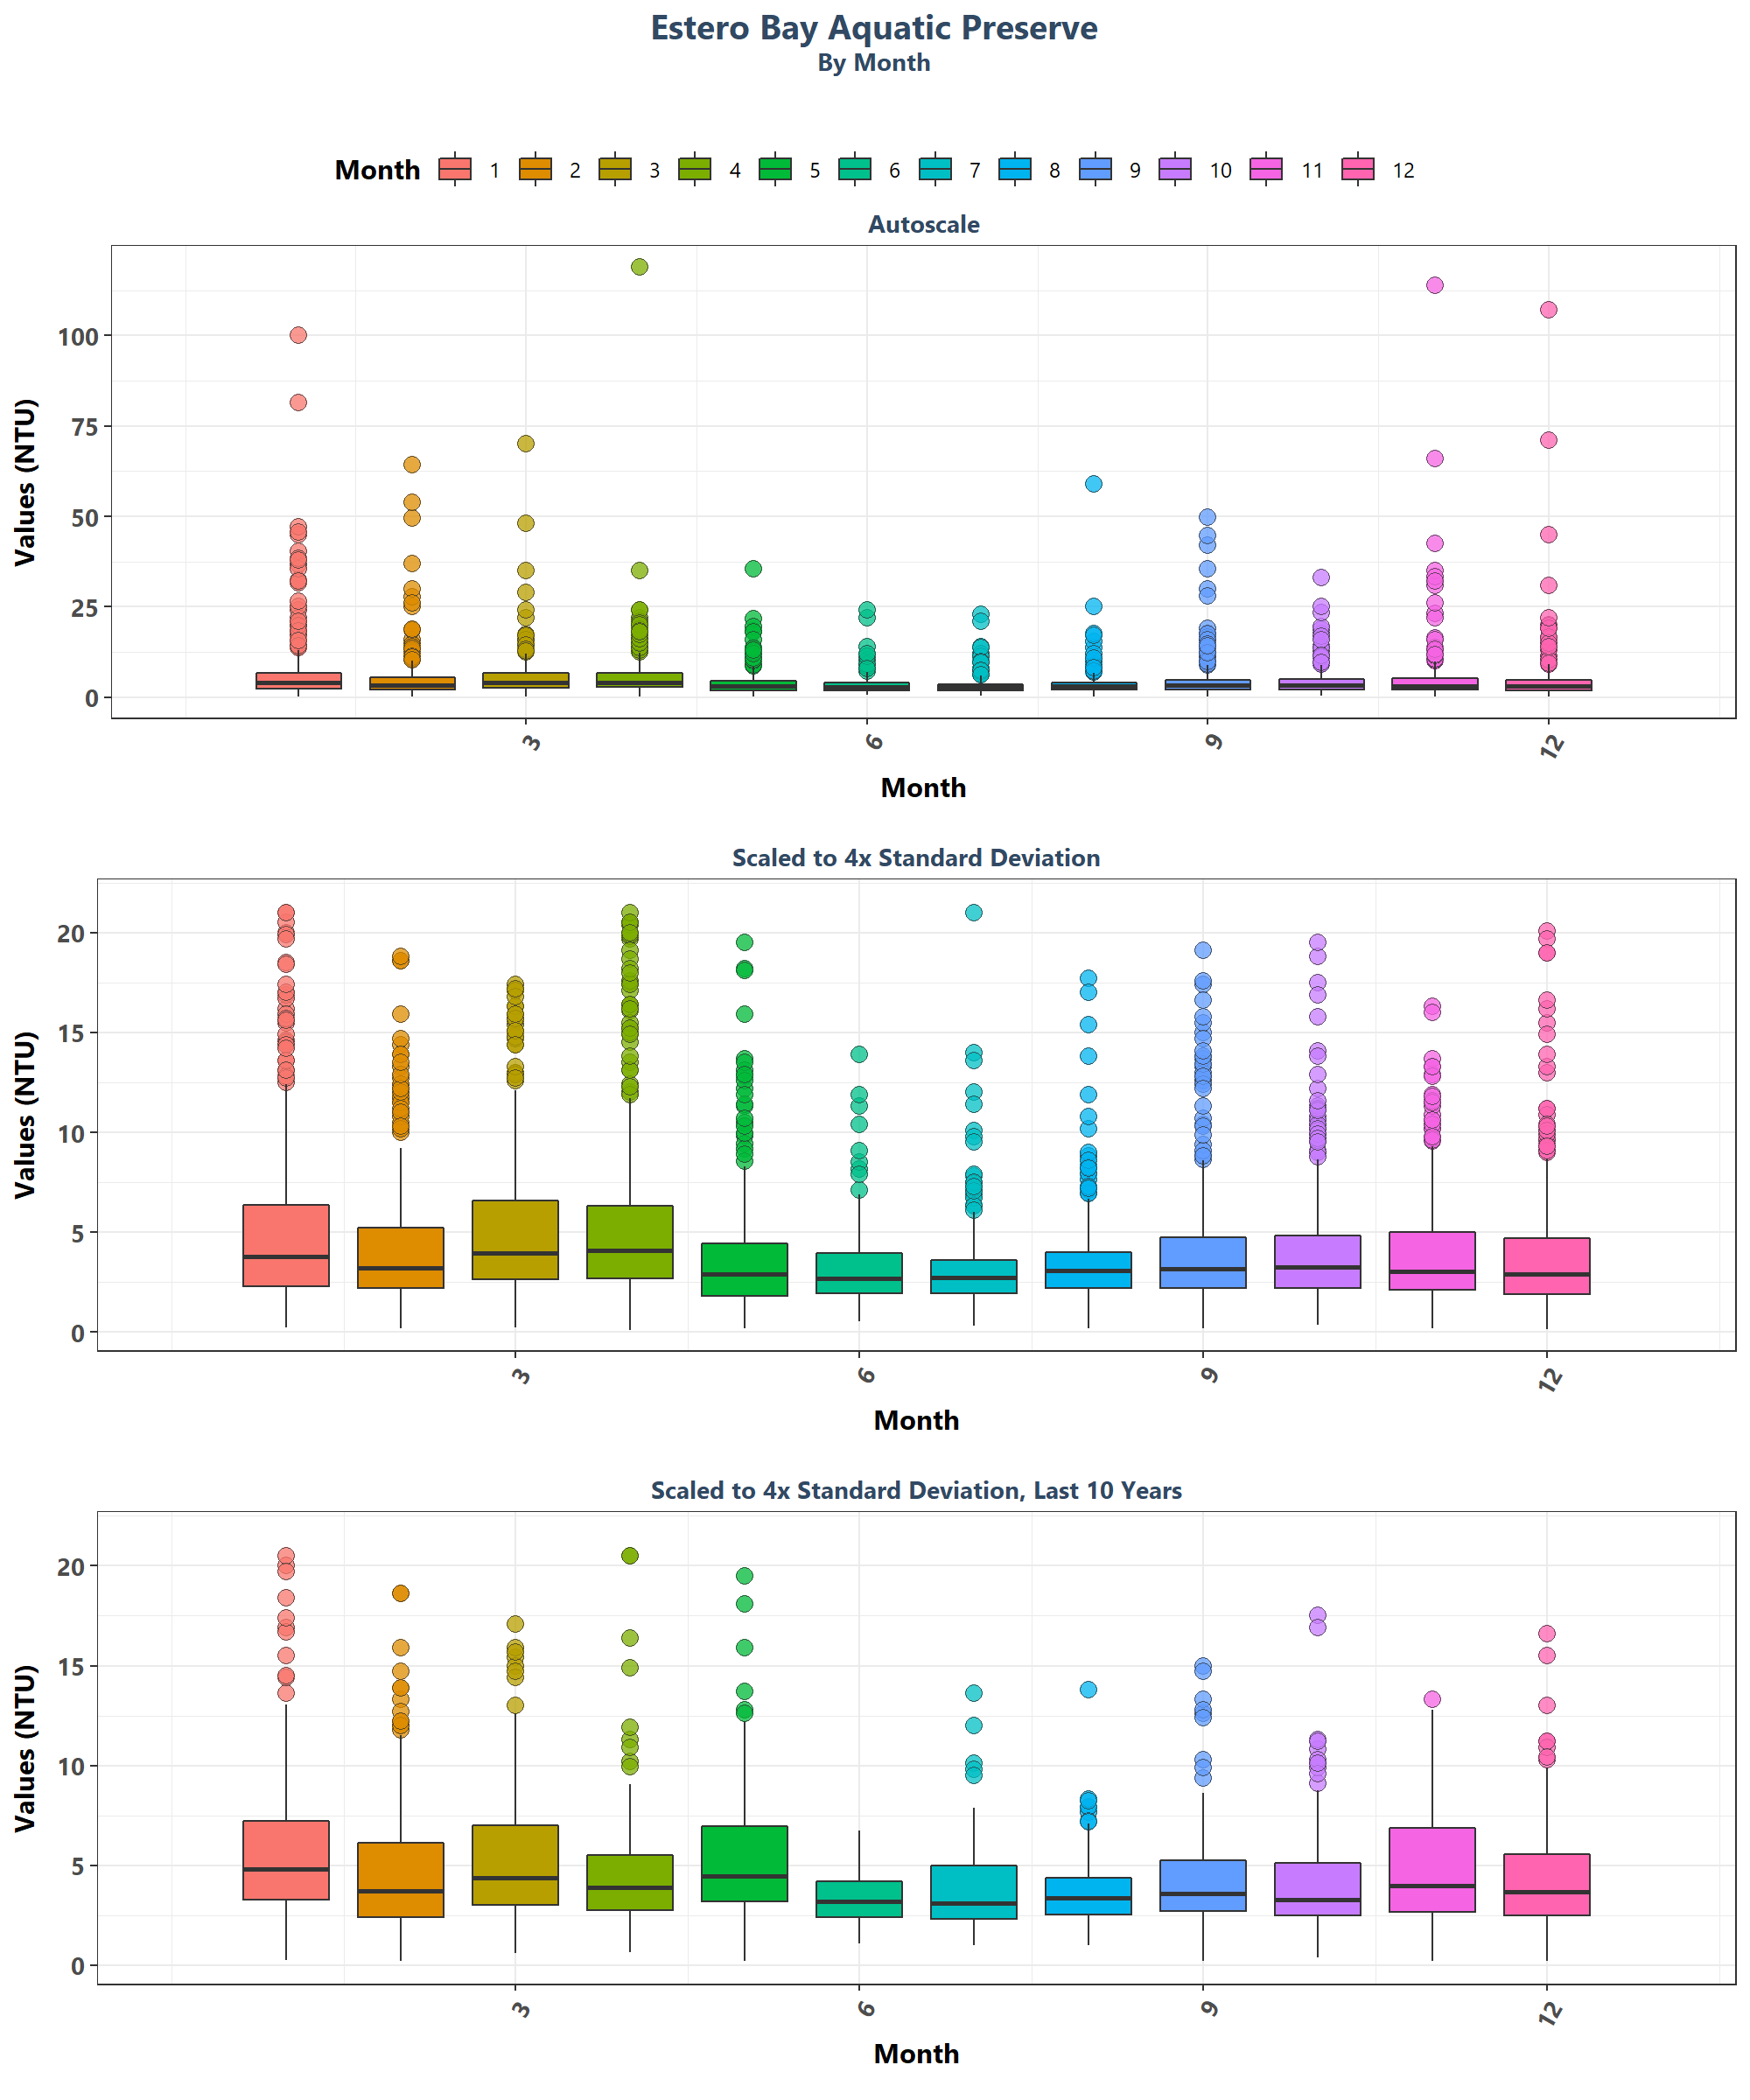 Estero Bay Aquatic Preserve
By Month
Month 1 2 3 4 5 6 7 8 9 10 11 12
Autoscale
Values (NTU)
100
75
50
25
0
3 6 9 12
Month
Scaled to 4x Standard Deviation
Values (NTU)
20
15
10
5
0
3 6 9 12
Month
Scaled to 4x Standard Deviation, Last 10 Years
Values (NTU)
20
15
10
5
0
3 6 9 12
Month